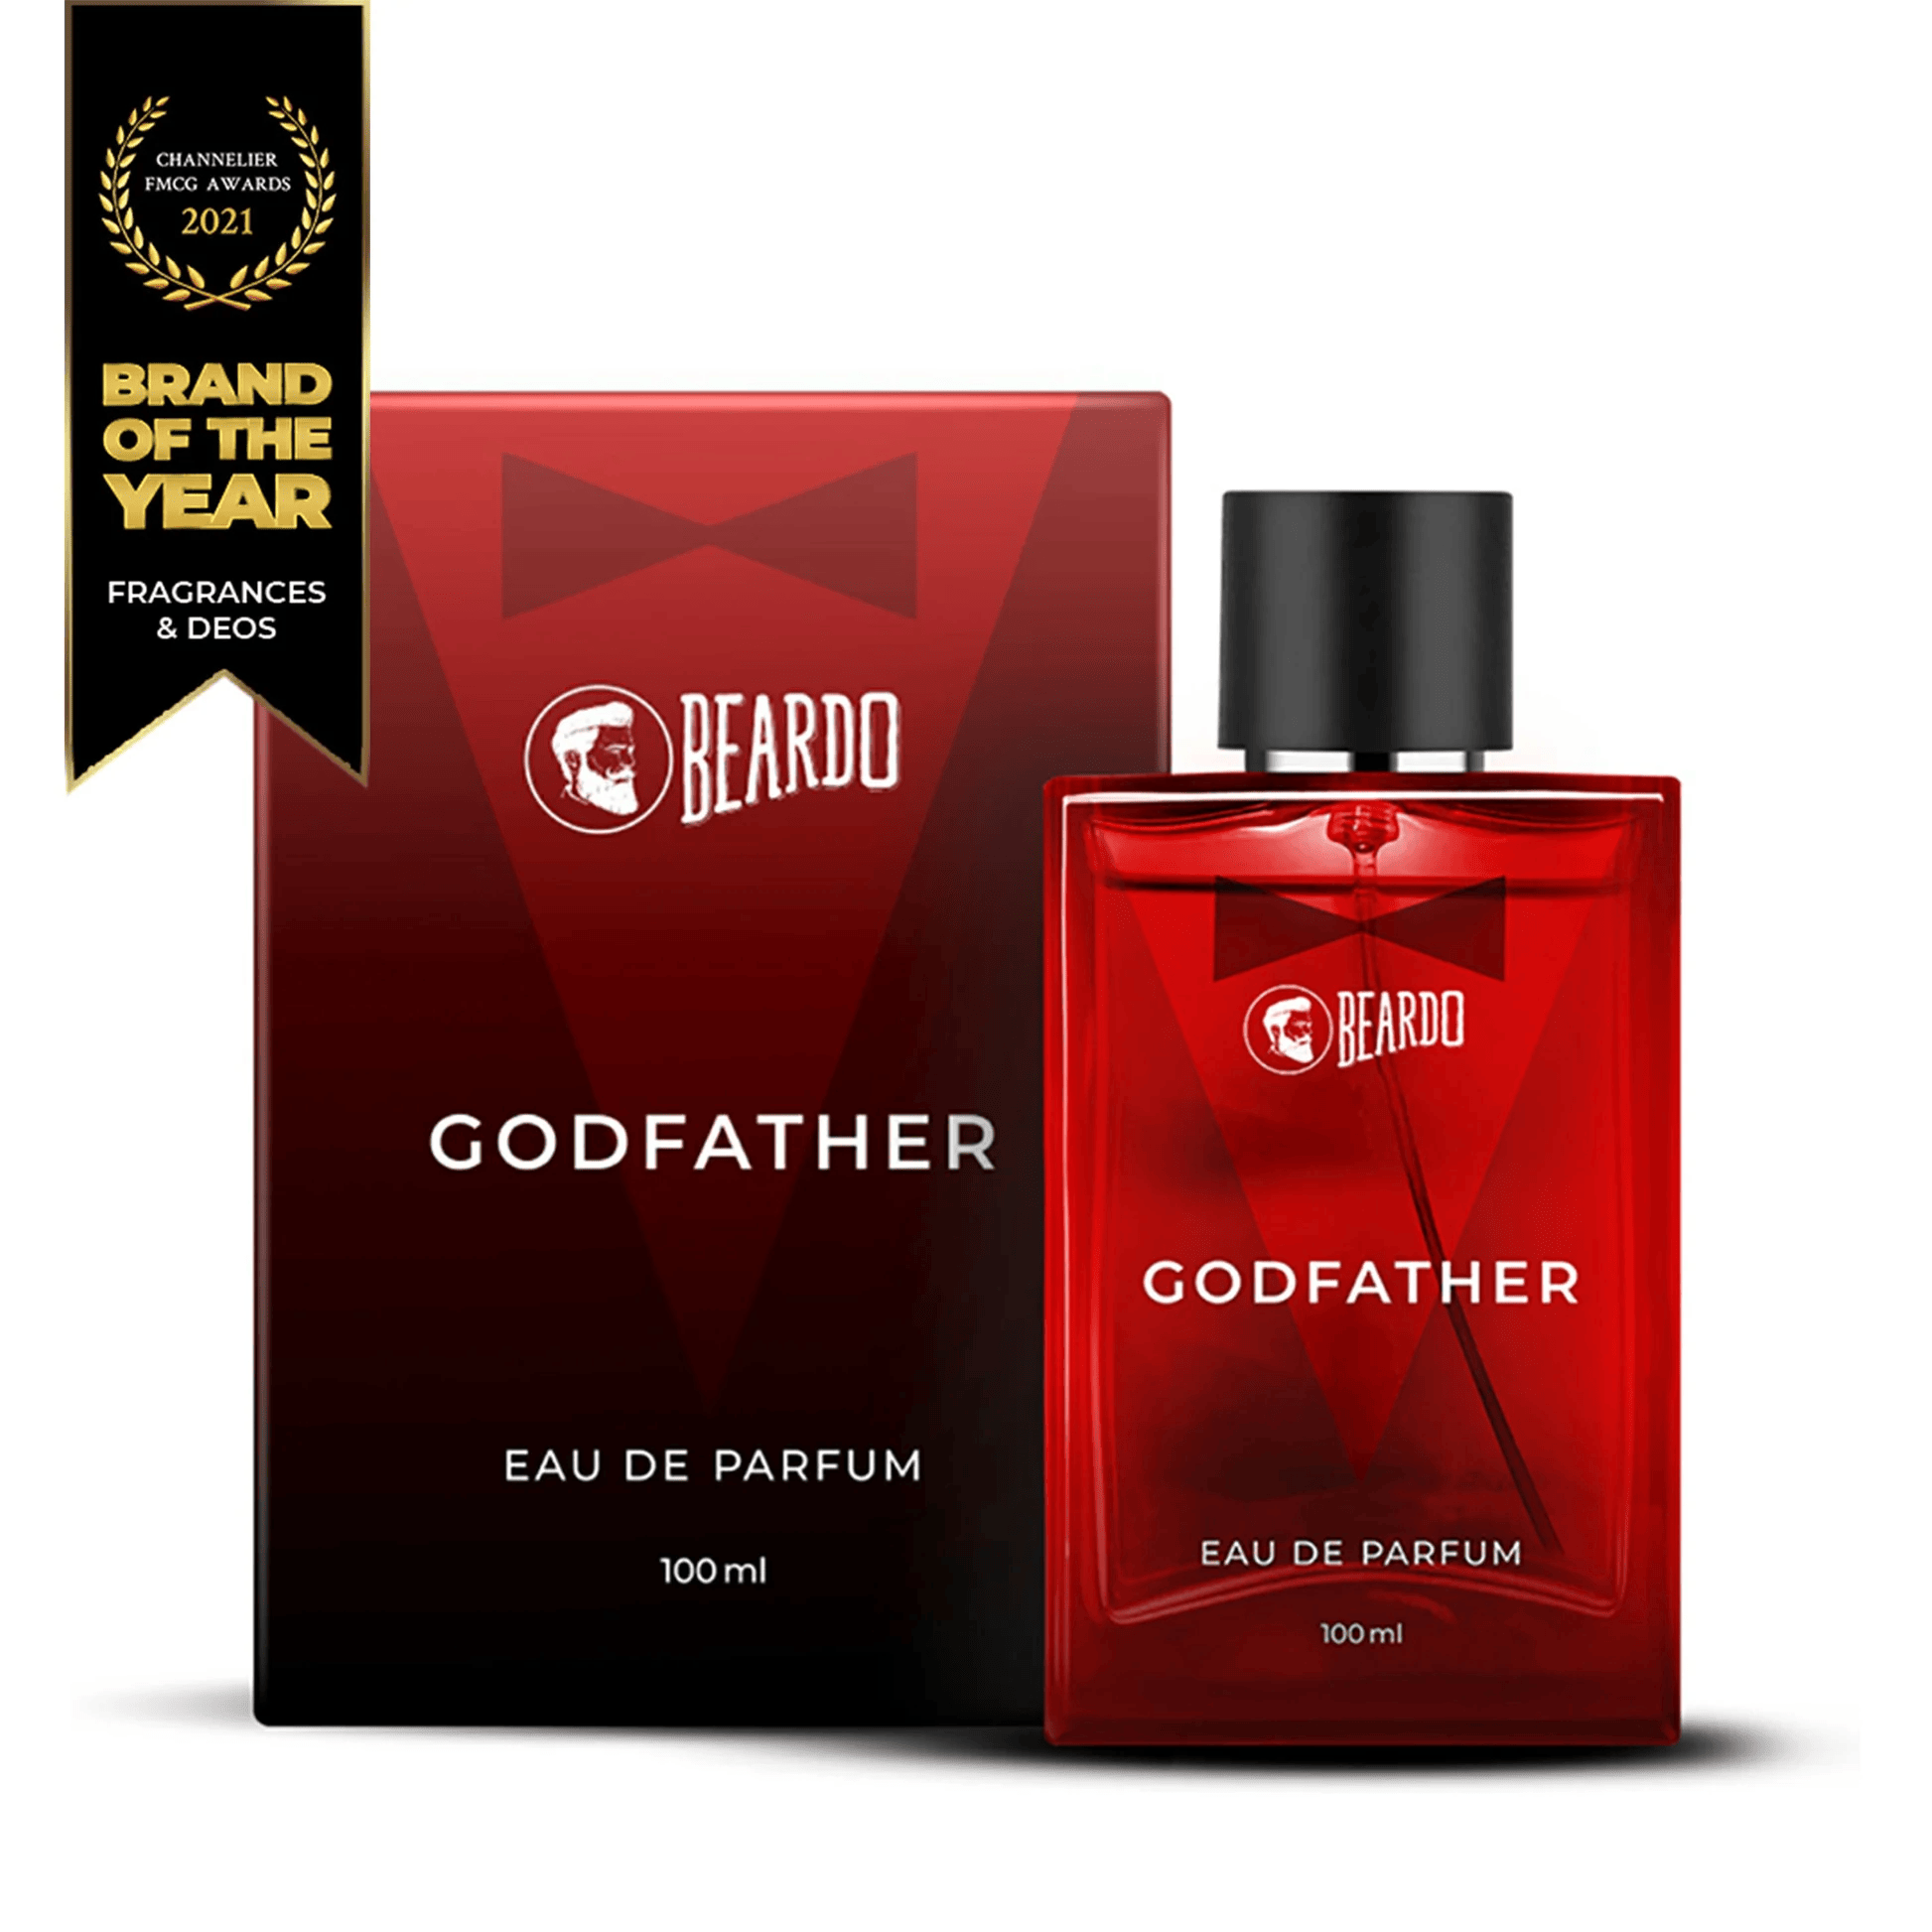 CHANNELIER
FMCG AWARDS
2021
BRAND
OF THE
YEAR
FRAGRANCES
& DEOS
BEARDO
GODFATHER
EAU DE PARFUM
100 ml
BEARDO
GODFATHER
EAU DE PARFUM
100 ml